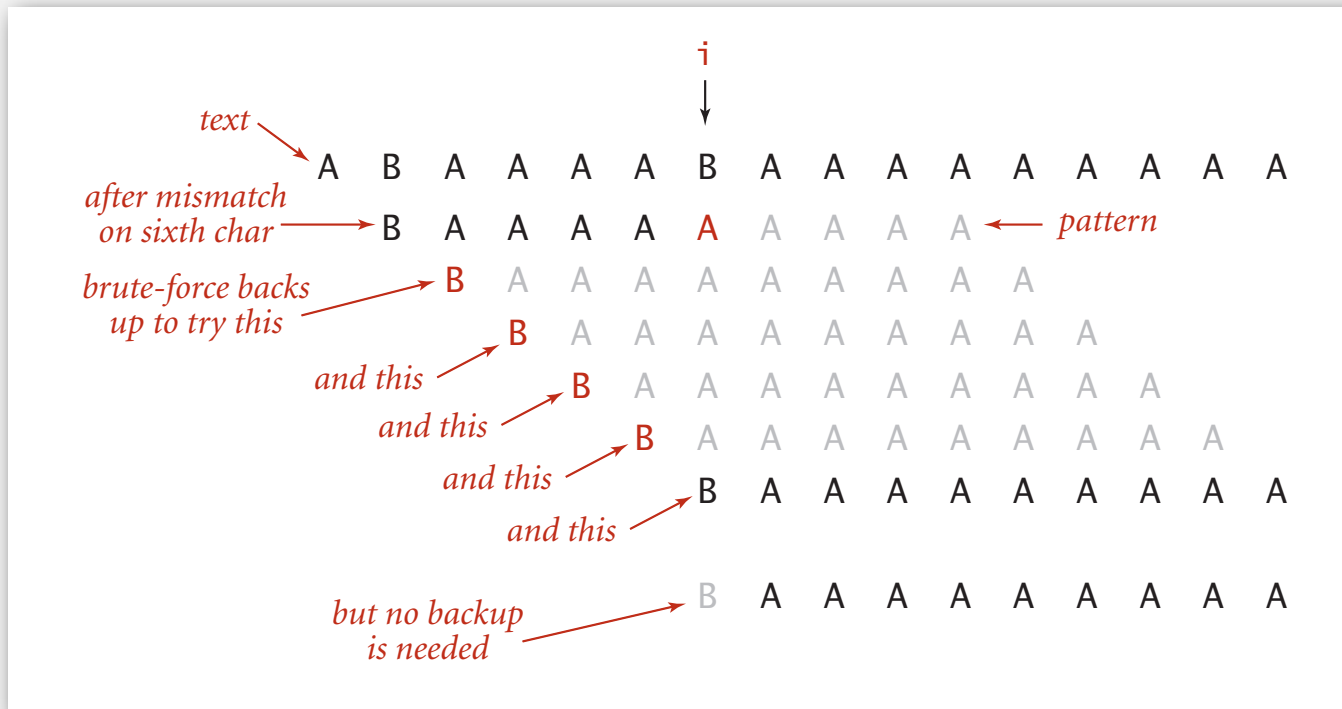 i
text
A B A A A A B A A A A A A A A A
after mismatch
on sixth char
B A A A A A A A A A
pattern
brute-force backs
up to try this
B A A A A A A A A A
and this
B A A A A A A A A A
and this
B A A A A A A A A A
and this
B A A A A A A A A A
and this
B A A A A A A A A A
but no backup
is needed
B A A A A A A A A A